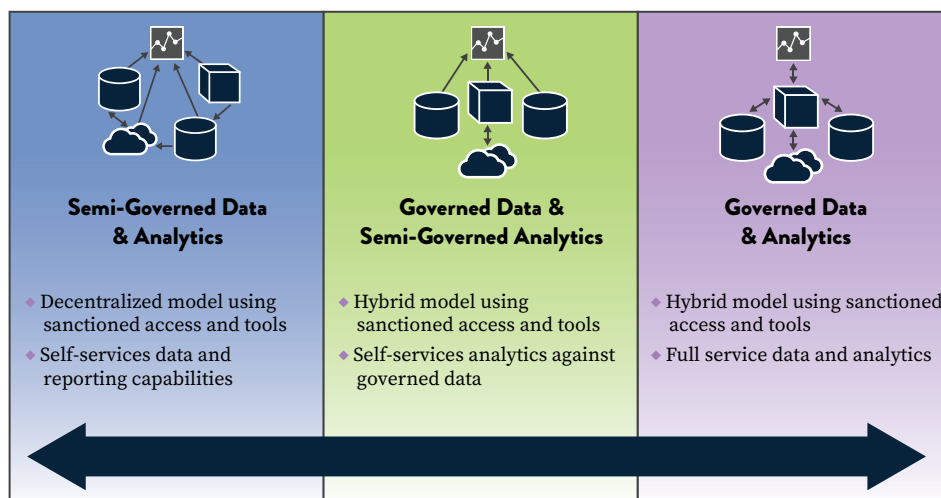 Semi-Governed Data
& Analytics
◆ Decentralized model using
sanctioned access and tools
◆ Self-services data and
reporting capabilities
Governed Data &
Semi-Governed Analytics
◆ Hybrid model using
sanctioned access and tools
◆ Self-services analytics against
governed data
Governed Data
& Analytics
◆ Hybrid model using sanctioned
access and tools
◆ Full service data and analytics